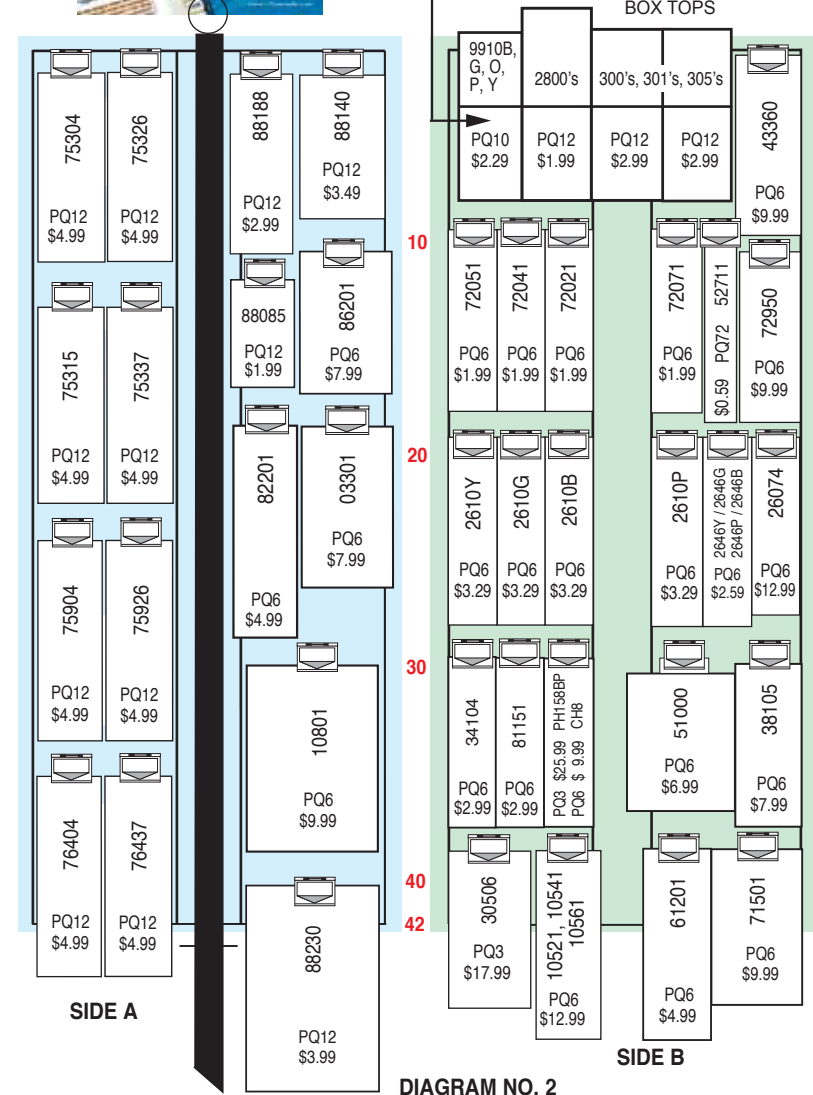 BOX TOPS
75304
PQ12
$4.99
75326
PQ12
$4.99
88188
PQ12
$2.99
88140
PQ12
$3.49
9910B,
G, O,
P, Y
PQ10
$2.29
2800's
PQ12
$1.99
300's, 301's, 305's
PQ12
$2.99
PQ12
$2.99
43360
PQ6
$9.99
10
75315
PQ12
$4.99
75337
PQ12
$4.99
88085
PQ12
$1.99
86201
PQ6
$7.99
72051
PQ6
$1.99
72041
PQ6
$1.99
72021
PQ6
$1.99
72071
PQ6
$1.99
$0.59 PQ72 52711
72950
PQ6
$9.99
20
82201
PQ6
$4.99
03301
PQ6
$7.99
2610Y
PQ6
$3.29
2610G
PQ6
$3.29
2610B
PQ6
$3.29
2610P
PQ6
$3.29
2646Y / 2646G
2646P / 2646B
PQ6
$2.59
26074
PQ6
$12.99
75904
PQ12
$4.99
75926
PQ12
$4.99
30
10801
PQ6
$9.99
34104
PQ6
$2.99
81151
PQ6
$2.99
PQ3 $25.99 PH158BP
PQ6 $ 9.99 CH8
51000
PQ6
$6.99
38105
PQ6
$7.99
76404
PQ12
$4.99
76437
PQ12
$4.99
40
42
88230
PQ12
$3.99
30506
PQ3
$17.99
10521, 10541
10561
PQ6
$12.99
61201
PQ6
$4.99
71501
PQ6
$9.99
SIDE A
SIDE B
DIAGRAM NO. 2